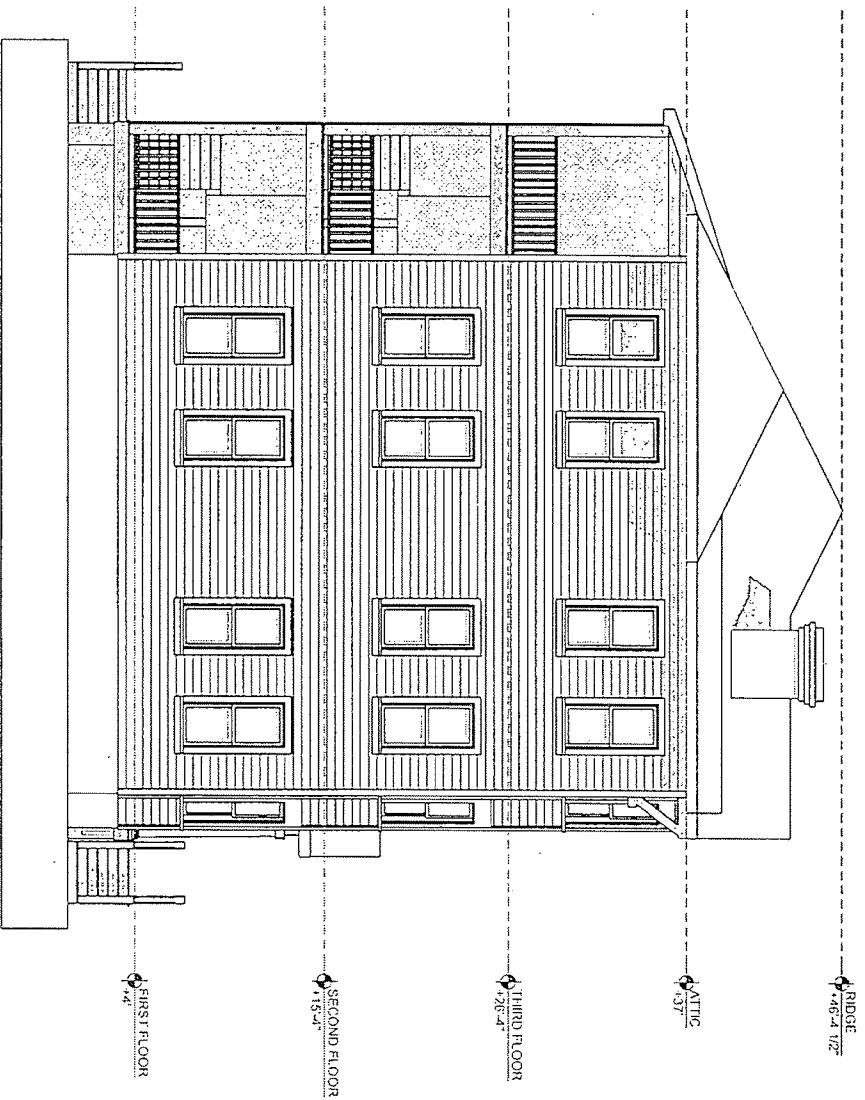 RIDGE
+46'-4 1/2"
ATTIC
+37'
THIRD FLOOR
+26'-4"
SECOND FLOOR
+15'-4"
FIRST FLOOR
+4'